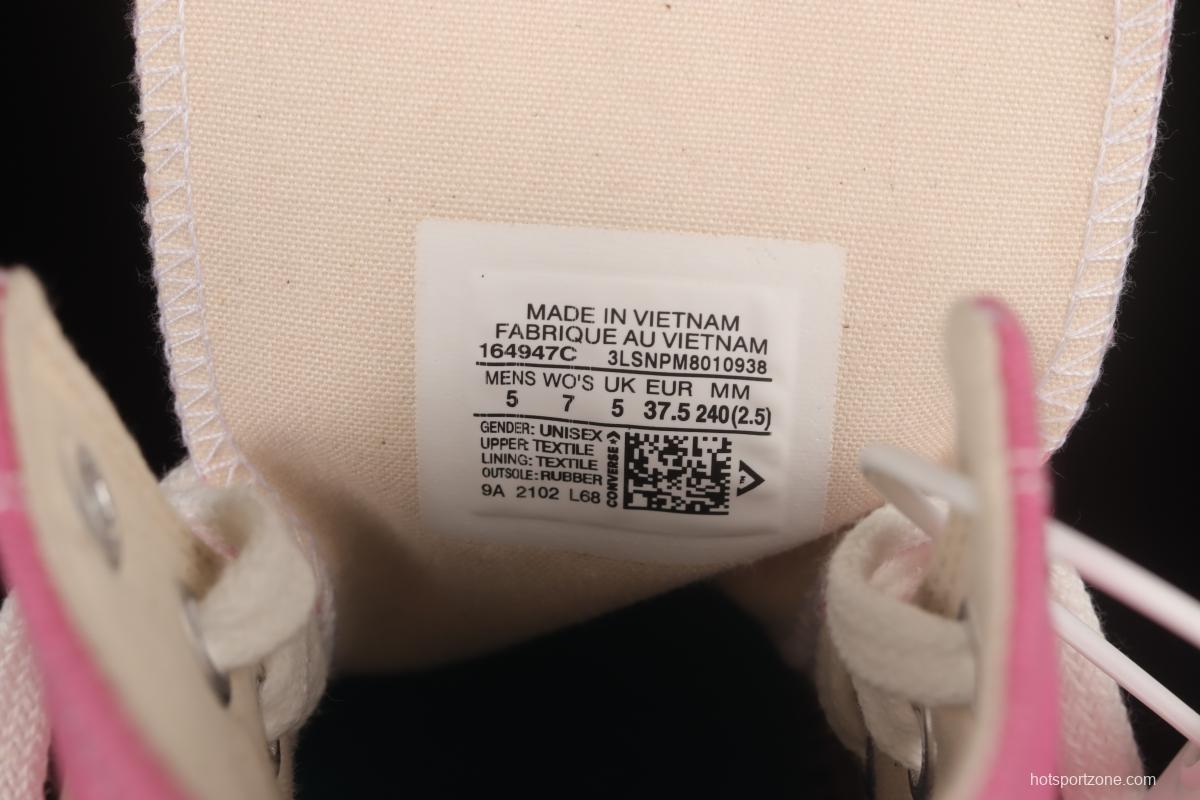 MADE IN VIETNAM
FABRIQUE AU VIETNAM
164947C 3LSNPM8010938
MENS WO'S UK EUR MM
5 7 5 37.5 240(2.5)
GENDER: UNISEX
UPPER: TEXTILE
LINING: TEXTILE
OUTSOLE: RUBBER
9A 2102 L68
CONVERSE
hotsportzone.com